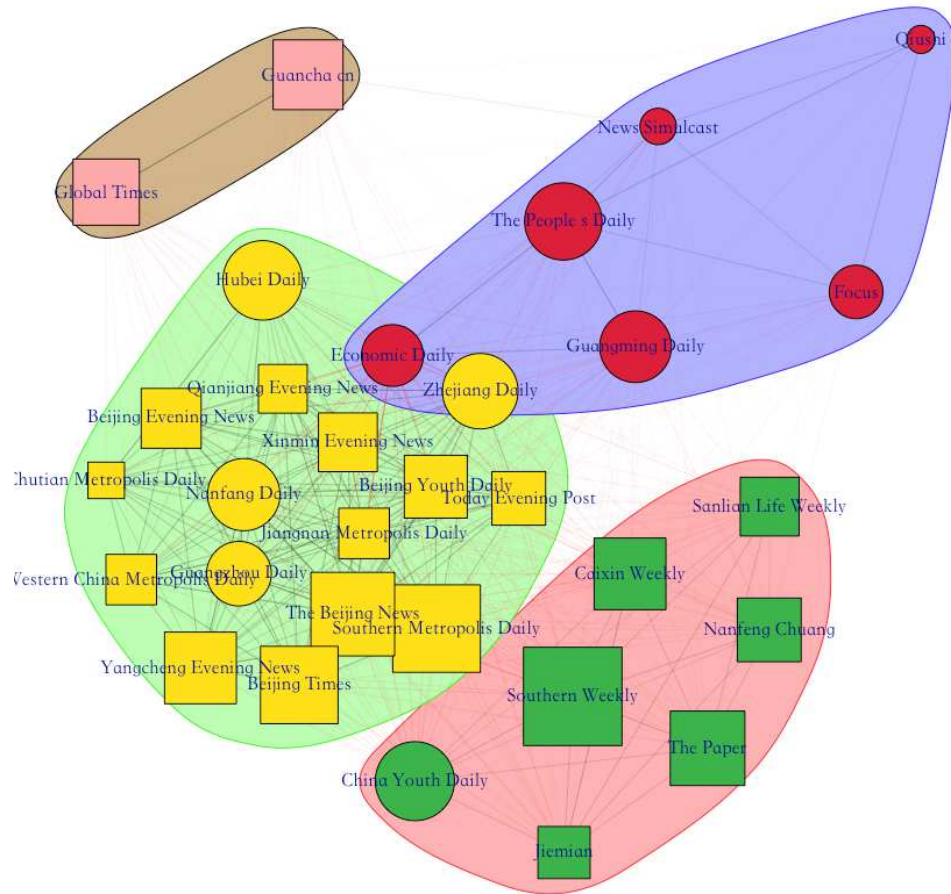 Qiushi
Guancha cn
News Simulcast
Global Times
The People s Daily
Hubei Daily
Focus
Guangming Daily
Economic Daily
Zhejiang Daily
Qianjiang Evening News
Beijing Evening News
Xinmin Evening News
Chutian Metropolis Daily
Beijing Youth Daily
Nanfang Daily
Today Evening Post
Sanlian Life Weekly
Jiangnan Metropolis Daily
Western China Metropolis Daily
Guangzhou Daily
Caixin Weekly
The Beijing News
Southern Metropolis Daily
Nanfeng Chuang
Yangcheng Evening News
Beijing Times
Southern Weekly
The Paper
China Youth Daily
Jiemian